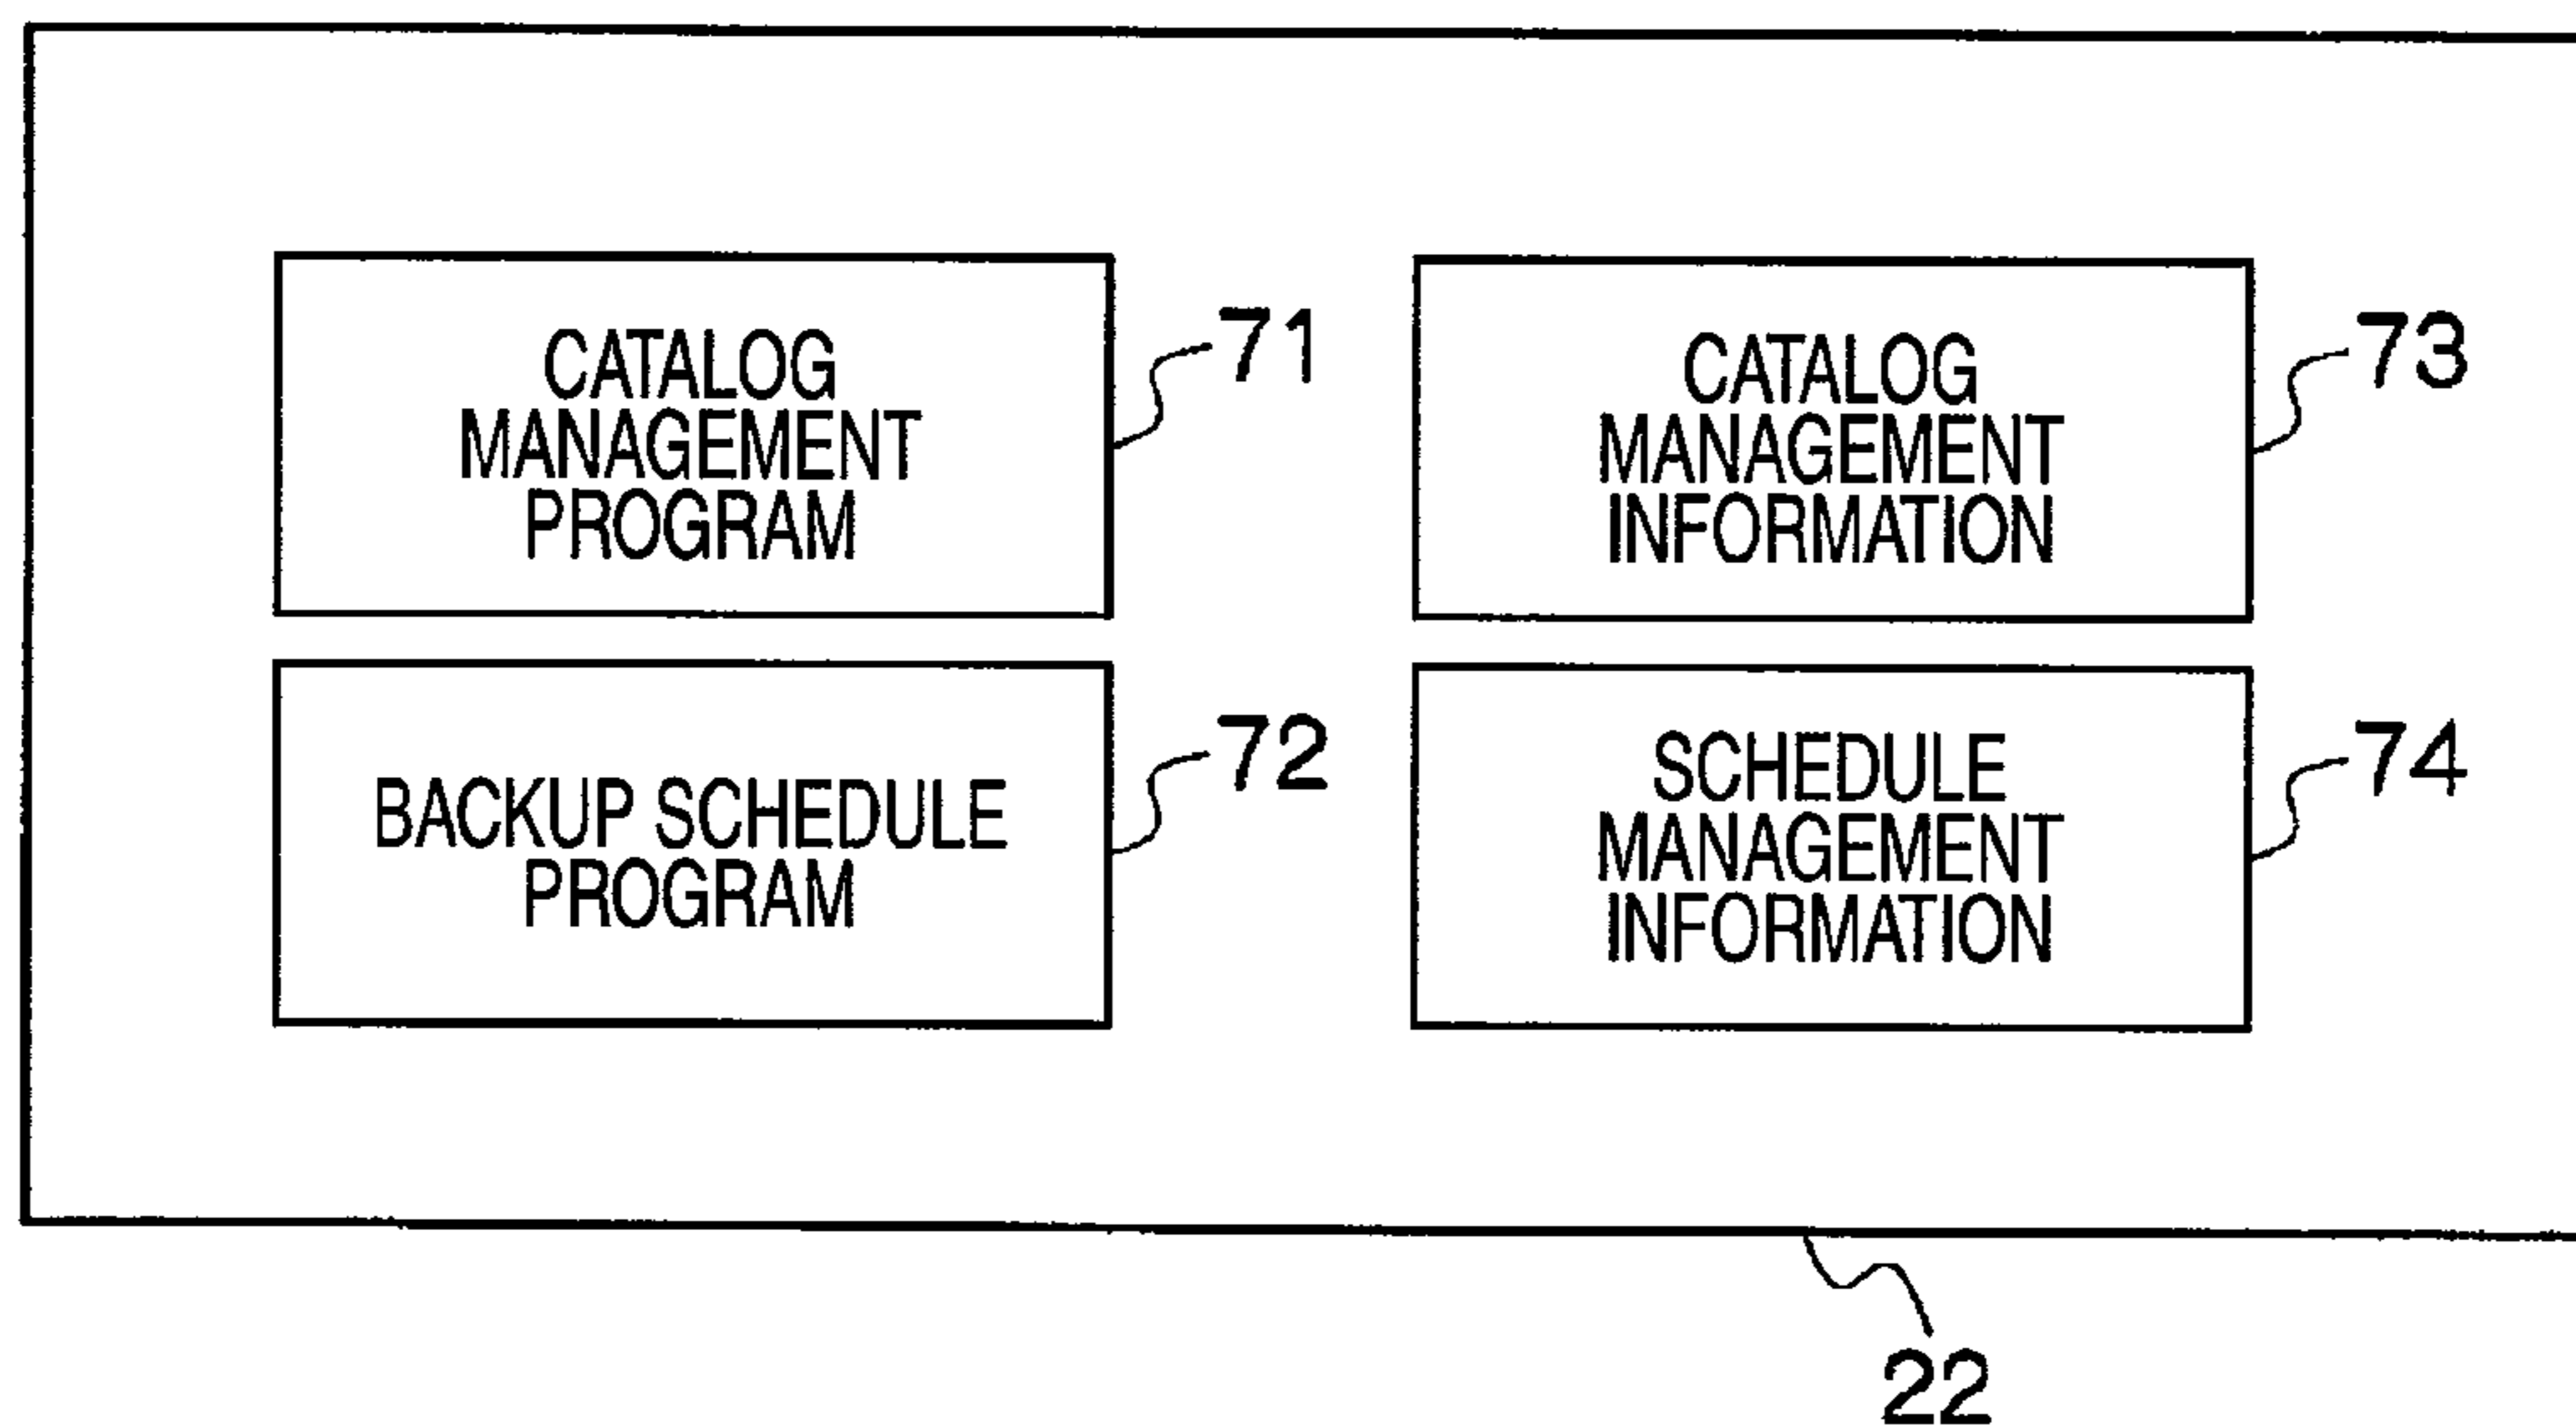 CATALOG
MANAGEMENT
PROGRAM
71
CATALOG
MANAGEMENT
INFORMATION
73
BACKUP SCHEDULE
PROGRAM
72
SCHEDULE
MANAGEMENT
INFORMATION
74
22